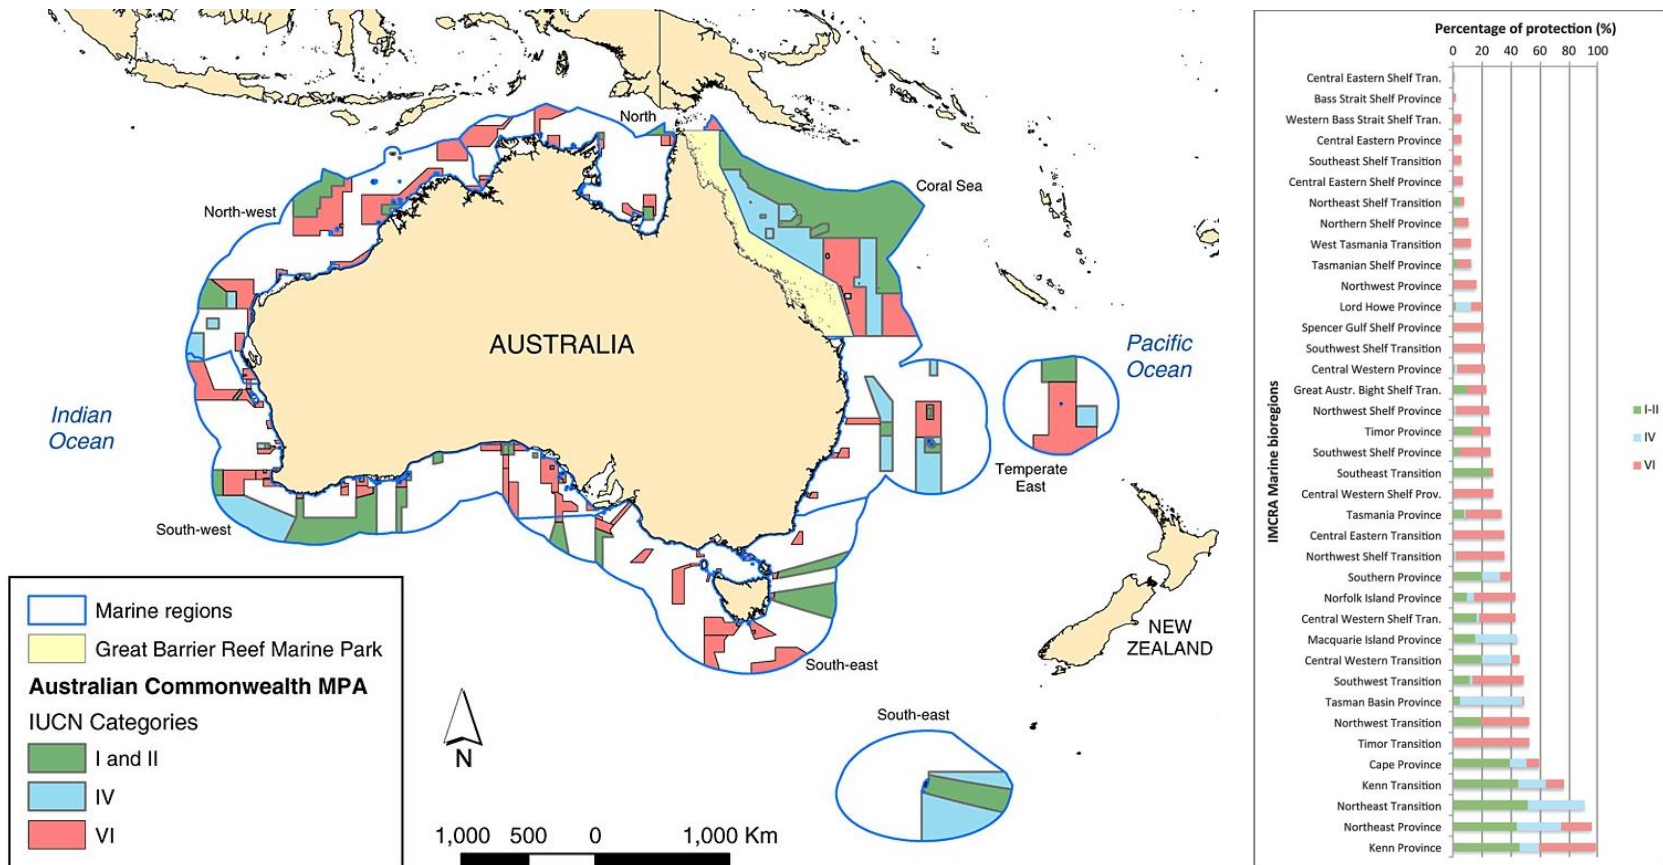 North
Coral Sea
North-west
AUSTRALIA
Pacific
Ocean
Indian
Ocean
Temperate
East
South-west
NEW
ZEALAND
South-east
South-east
N
1,000 500 0 1,000 Km
Marine regions
Great Barrier Reef Marine Park
Australian Commonwealth MPA
IUCN Categories
I and II
IV
VI
Percentage of protection (%)
0 20 40 60 80 100
IMCRA Marine bioregions
Central Eastern Shelf Tran.
Bass Strait Shelf Province
Western Bass Strait Shelf Tran.
Central Eastern Province
Southeast Shelf Transition
Central Eastern Shelf Province
Northeast Shelf Transition
Northern Shelf Province
West Tasmania Transition
Tasmanian Shelf Province
Northwest Province
Lord Howe Province
Spencer Gulf Shelf Province
Southwest Shelf Transition
Central Western Province
Great Austr. Bight Shelf Tran.
Northwest Shelf Province
Timor Province
Southwest Shelf Province
Southeast Transition
Central Western Shelf Prov.
Tasmania Province
Central Eastern Transition
Northwest Shelf Transition
Southern Province
Norfolk Island Province
Central Western Shelf Tran.
Macquarie Island Province
Central Western Transition
Southwest Transition
Tasman Basin Province
Northwest Transition
Timor Transition
Cape Province
Kenn Transition
Northeast Transition
Northeast Province
Kenn Province
I-II
IV
VI